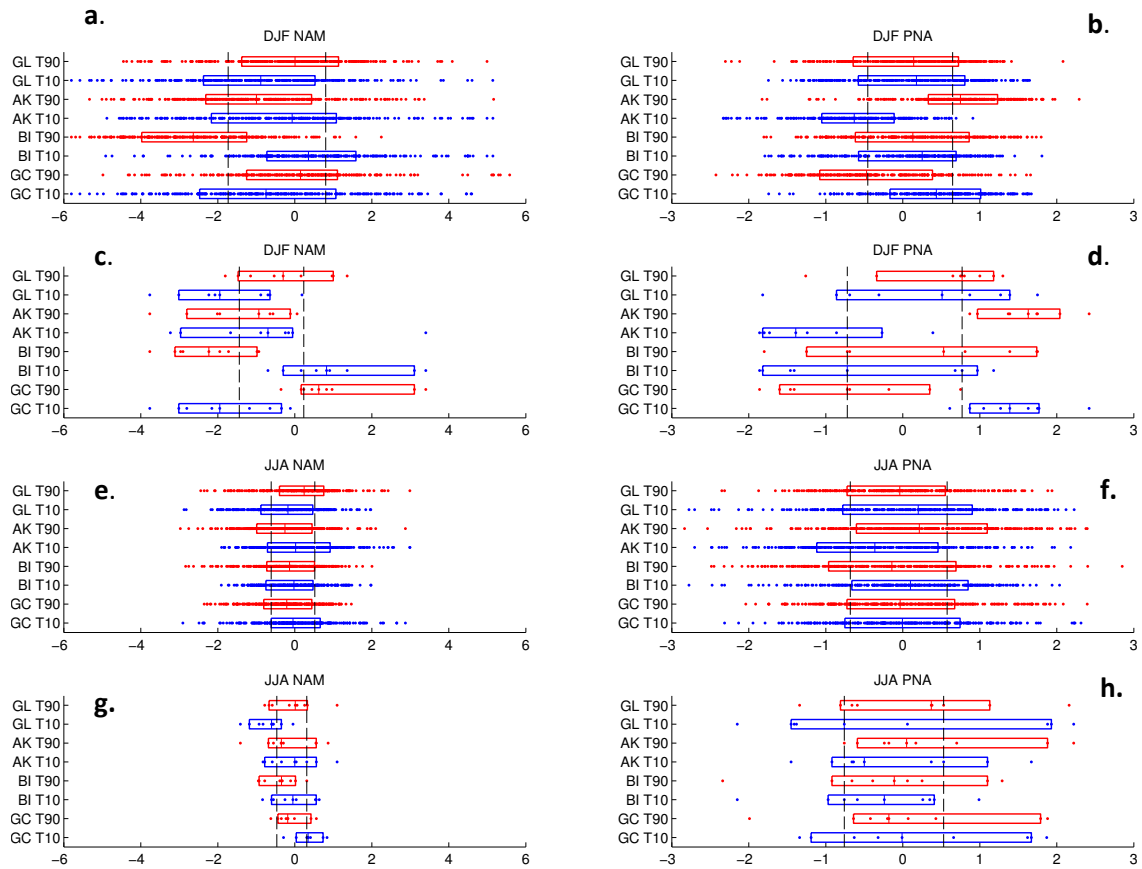 a.
DJF NAM
GL T90
GL T10
AK T90
AK T10
BI T90
BI T10
GC T90
GC T10
−6 −4 −2 0 2 4 6
b.
DJF PNA
GL T90
GL T10
AK T90
AK T10
BI T90
BI T10
GC T90
GC T10
−3 −2 −1 0 1 2 3
c.
DJF NAM
GL T90
GL T10
AK T90
AK T10
BI T90
BI T10
GC T90
GC T10
−6 −4 −2 0 2 4 6
d.
DJF PNA
GL T90
GL T10
AK T90
AK T10
BI T90
BI T10
GC T90
GC T10
−3 −2 −1 0 1 2 3
e.
JJA NAM
GL T90
GL T10
AK T90
AK T10
BI T90
BI T10
GC T90
GC T10
−6 −4 −2 0 2 4 6
f.
JJA PNA
GL T90
GL T10
AK T90
AK T10
BI T90
BI T10
GC T90
GC T10
−3 −2 −1 0 1 2 3
g.
JJA NAM
GL T90
GL T10
AK T90
AK T10
BI T90
BI T10
GC T90
GC T10
−6 −4 −2 0 2 4 6
h.
JJA PNA
GL T90
GL T10
AK T90
AK T10
BI T90
BI T10
GC T90
GC T10
−3 −2 −1 0 1 2 3